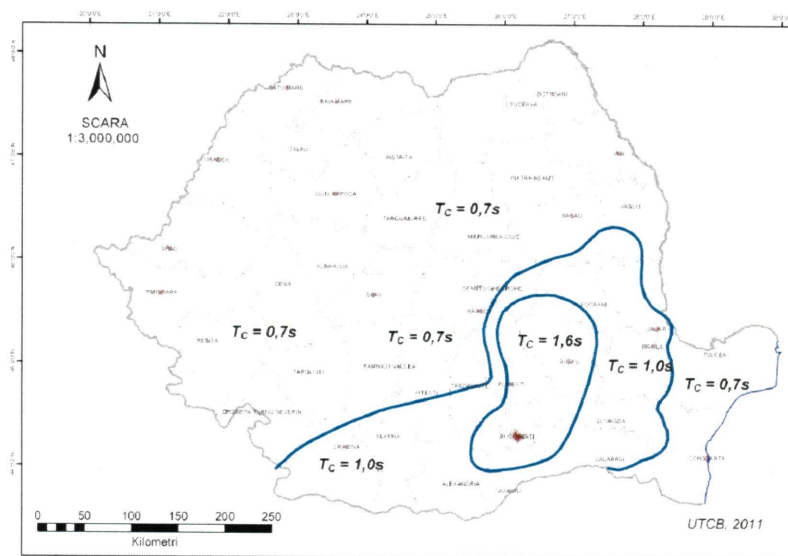 N
SCARA
1:3,000,000
BAIA MARE
SUCEAVA
BOTOSANI
ZALAU
BISTRITA
ORADEA
PIATRA NEAMT
CLUJ NAPOCA
TARGU MURES
T_C = 0,7s
BACAU
VASLUI
MIERCUREA CIUC
ARAD
ALBA IULIA
DEVA
SIBIU
TIMISOARA
SFANTU GHEORGHE
BRASOV
FOCSANI
GALATI
BRAILA
TULCEA
RESITA
T_C = 0,7s
T_C = 0,7s
T_C = 1,6s
BUZAU
T_C = 1,0s
T_C = 0,7s
TARGU JIU
RAMNICU VALCEA
PITESTI
TARGOVISTE
PLOIESTI
DROBETA TURNU SEVERIN
SLOBOZIA
BUCURESTI
SLATINA
CRAIOVA
CALARASI
CONSTANTA
T_C = 1,0s
ALEXANDRIA
GIURGIU
0 50 100 150 200 250
Kilometri
UTCB, 2011